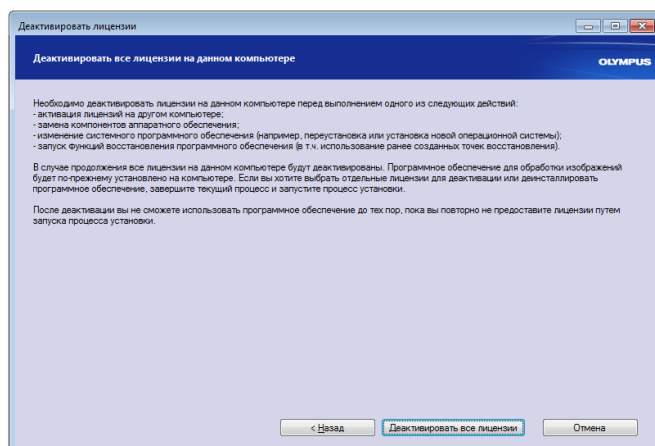 Деактивировать лицензии
Деактивировать все лицензии на данном компьютере
OLYMPUS
Необходимо деактивировать лицензии на данном компьютере перед выполнением одного из следующих действий:
- активация лицензий на другом компьютере;
- замена компонентов аппаратного обеспечения;
- изменение системного программного обеспечения (например, переустановка или установка новой операционной системы);
- запуск функций восстановления программного обеспечения (в т.ч. использование ранее созданных точек восстановления).
В случае продолжения все лицензии на данном компьютере будут деактивированы. Программное обеспечение для обработки изображений
будет по-прежнему установлено на компьютере. Если вы хотите выбрать отдельные лицензии для деактивации или деинсталлировать
программное обеспечение, завершите текущий процесс и запустите процесс установки.
После деактивации вы не сможете использовать программное обеспечение до тех пор, пока вы повторно не предоставите лицензии путем
запуска процесса установки.
< Назад
Деактивировать все лицензии
Отмена